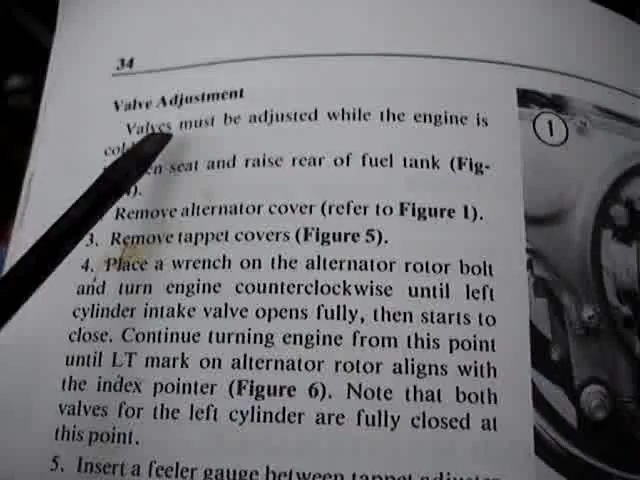 34
Valve Adjustment
Valves must be adjusted while the engine is
seat and raise rear of fuel tank (Fig-
Remove alternator cover (refer to Figure 1).
3. Remove tappet covers (Figure 5).
4. Place a wrench on the alternator rotor bolt
and turn engine counterclockwise until left
cylinder intake valve opens fully, then starts to
close. Continue turning engine from this point
until LT mark on alternator rotor aligns with
the index pointer (Figure 6). Note that both
valves for the left cylinder are fully closed at
this point.
5. Insert a feeler gauge between tappet
1